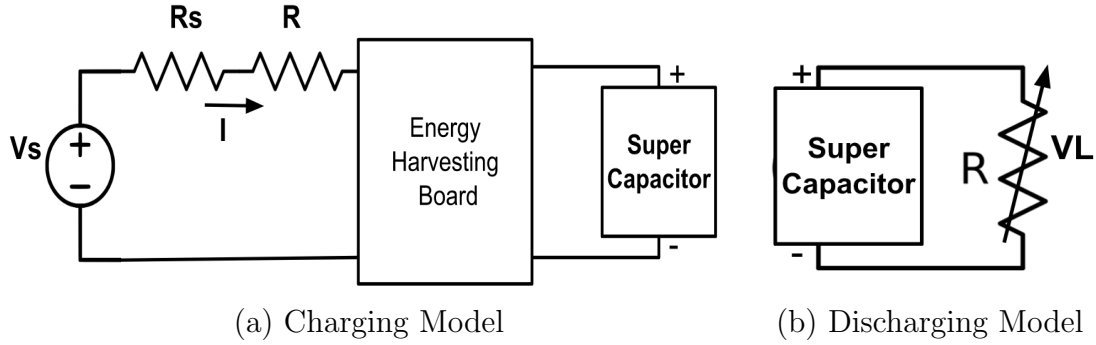 Rs
R
I
Vs
+
−
Energy
Harvesting
Board
+
Super
Capacitor
-
(a) Charging Model
+
Super
Capacitor
-
R
VL
(b) Discharging Model